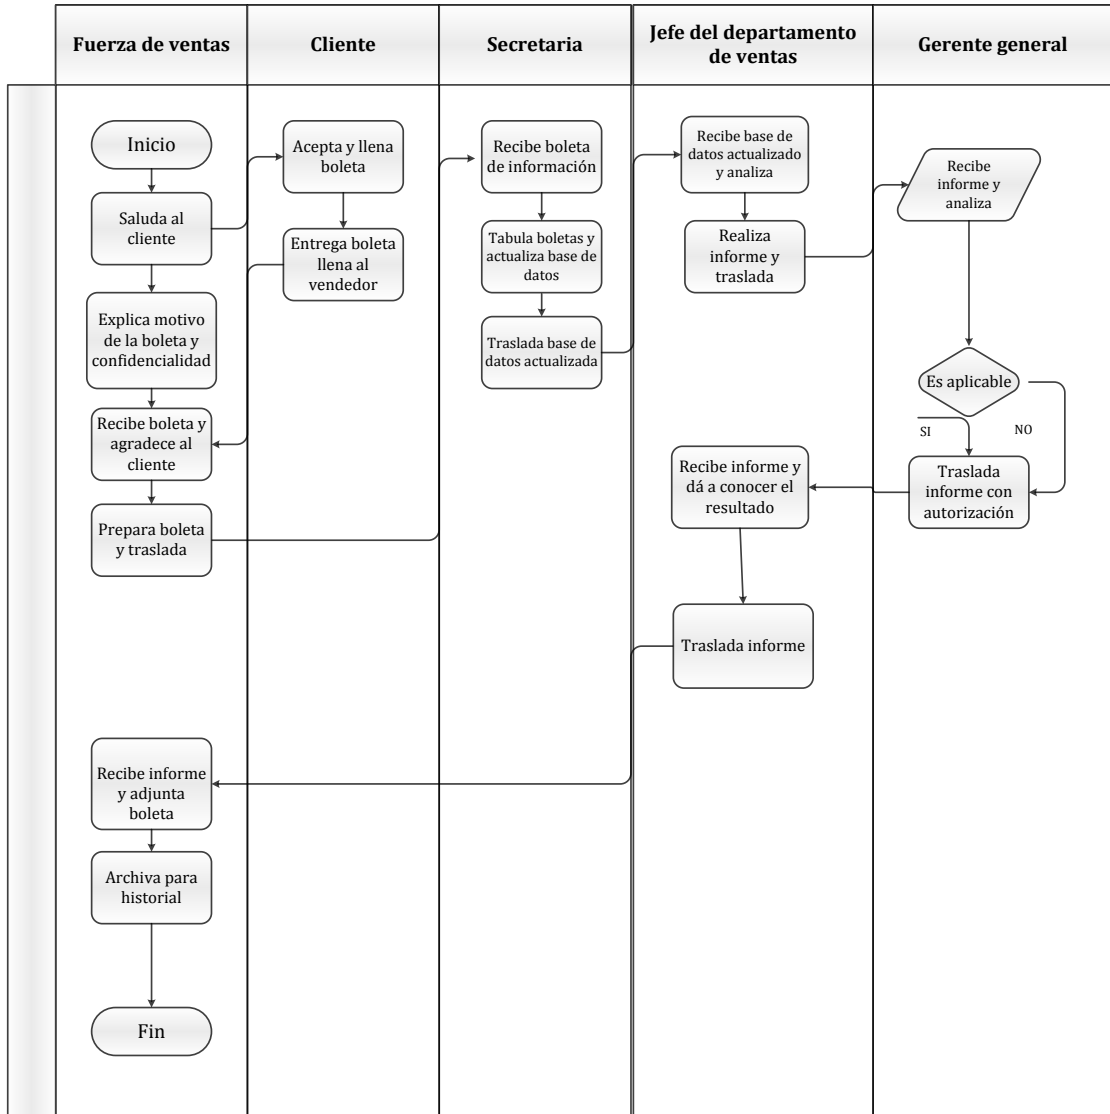 Fuerza de ventas
Cliente
Secretaria
Jefe del departamento
de ventas
Gerente general
Inicio
Saluda al
cliente
Explica motivo
de la boleta y
confidencialidad
Recibe boleta y
agradece al
cliente
Prepara boleta
y traslada
Recibe informe
y adjunta
boleta
Archiva para
historial
Fin
Acepta y llena
boleta
Entrega boleta
llena al
vendedor
Recibe boleta
de información
Tabula boletas y
actualiza base de
datos
Traslada base de
datos actualizada
Recibe base de
datos actualizado
y analiza
Realiza
informe y
traslada
Recibe informe y
dá a conocer el
resultado
Traslada informe
Recibe
informe y
analiza
Es aplicable
SI
NO
Traslada
informe con
autorización